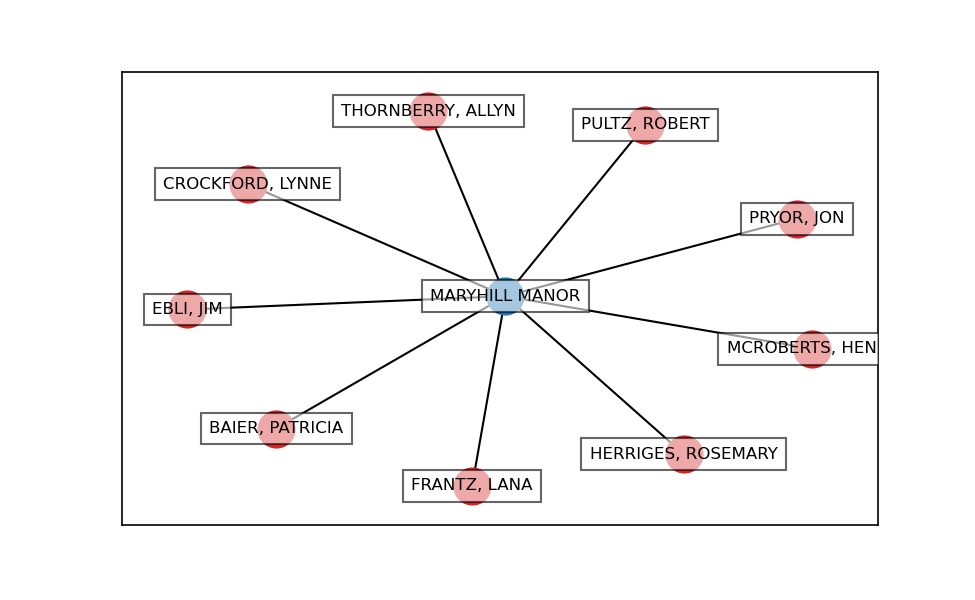 THORNBERRY, ALLYN
PULTZ, ROBERT
CROCKFORD, LYNNE
PRYOR, JON
MARYHILL MANOR
EBLI, JIM
MCROBERTS, HEN
BAIER, PATRICIA
HERRIGES, ROSEMARY
FRANTZ, LANA